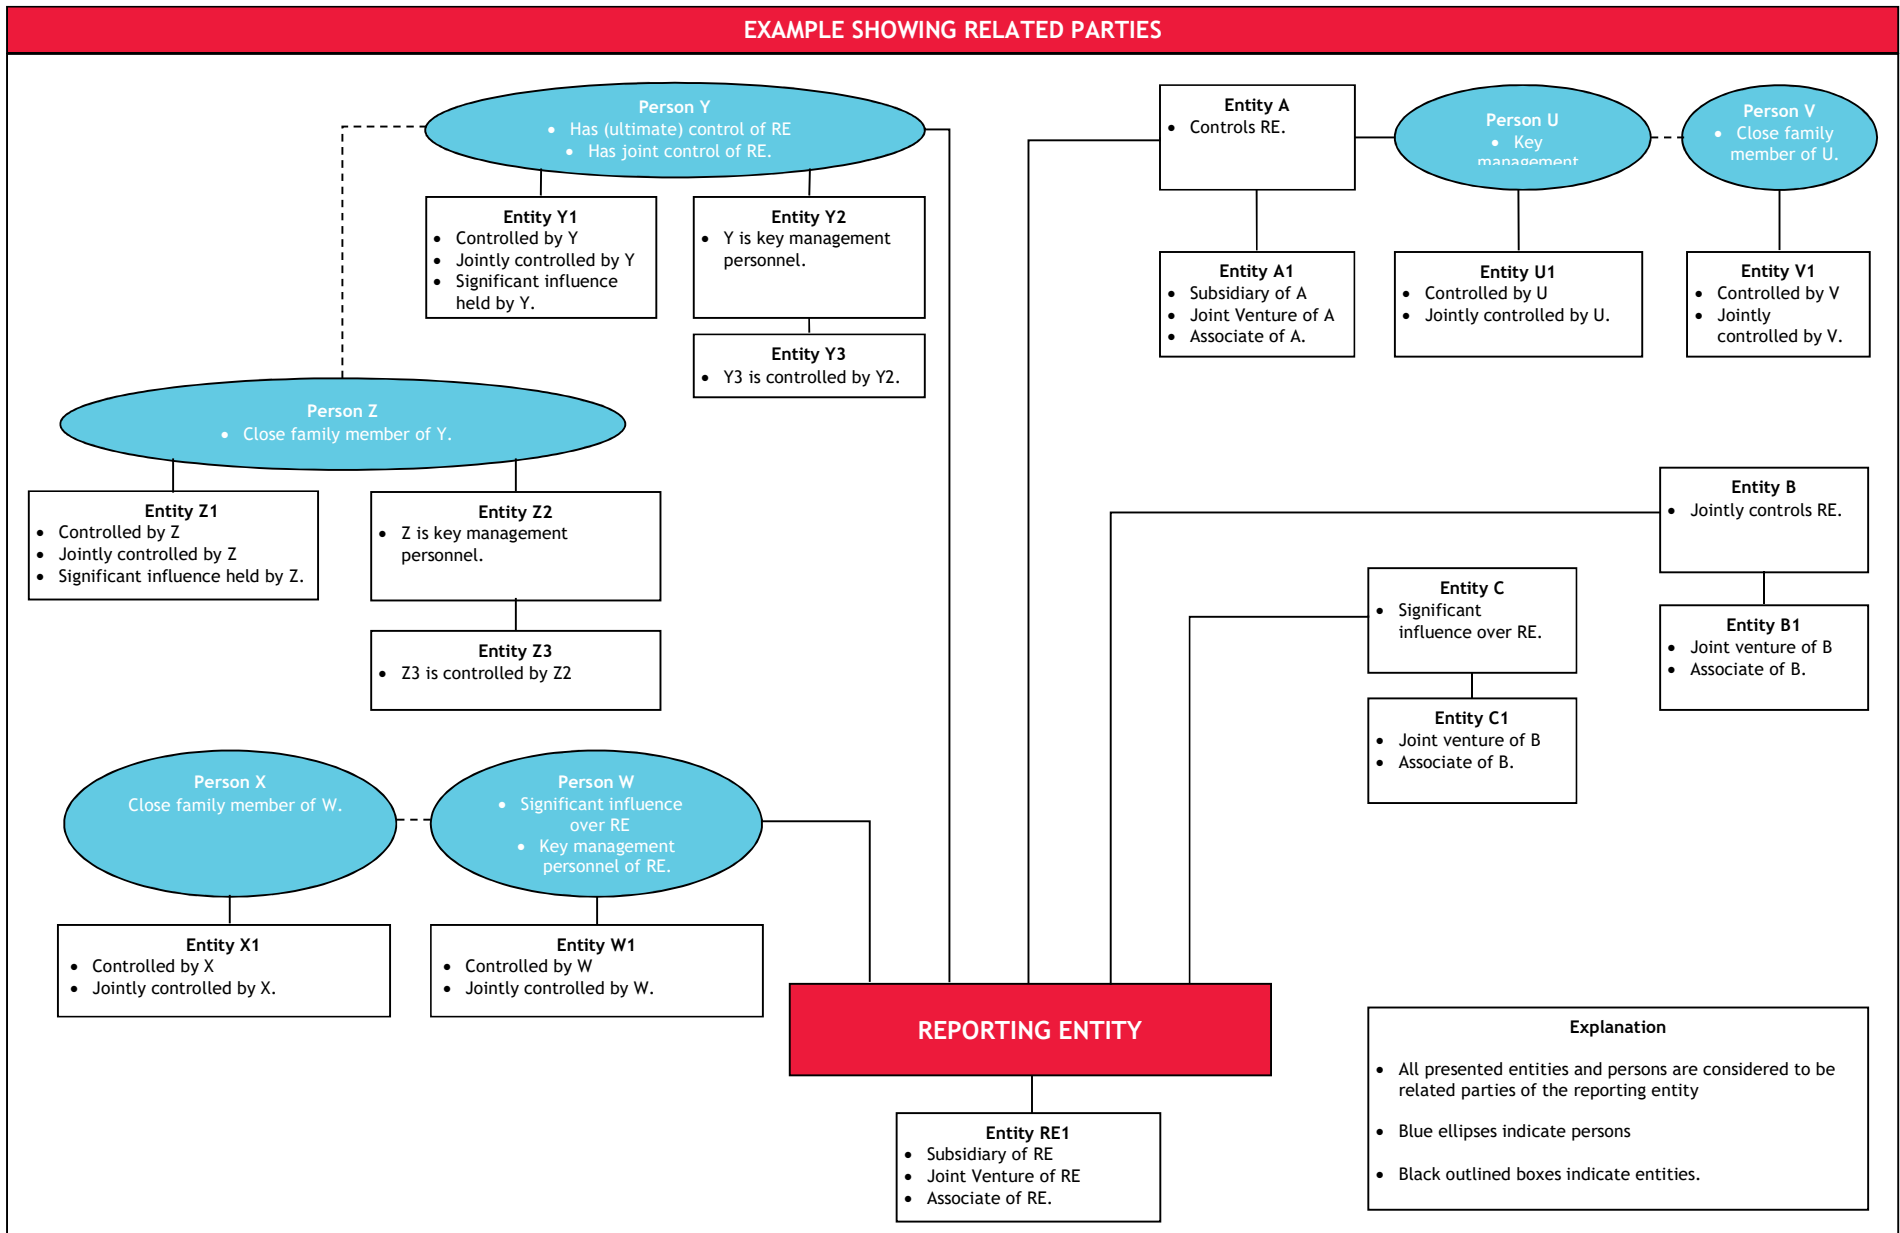 EXAMPLE SHOWING RELATED PARTIES
Person Y
• Has (ultimate) control of RE
• Has joint control of RE.
Entity Y1
• Controlled by Y
• Jointly controlled by Y
• Significant influence
held by Y.
Entity Y2
• Y is key management
personnel.
Entity Y3
• Y3 is controlled by Y2.
Person Z
• Close family member of Y.
Entity Z1
• Controlled by Z
• Jointly controlled by Z
• Significant influence held by Z.
Entity Z2
• Z is key management
personnel.
Entity Z3
• Z3 is controlled by Z2
Person X
Close family member of W.
Person W
• Significant influence
over RE
• Key management
personnel of RE.
Entity X1
• Controlled by X
• Jointly controlled by X.
Entity W1
• Controlled by W
• Jointly controlled by W.
Entity A
• Controls RE.
Person U
• Key
management
Person V
• Close family
member of U.
Entity A1
• Subsidiary of A
• Joint Venture of A
• Associate of A.
Entity U1
• Controlled by U
• Jointly controlled by U.
Entity V1
• Controlled by V
• Jointly
controlled by V.
Entity B
• Jointly controls RE.
Entity B1
• Joint venture of B
• Associate of B.
Entity C
• Significant
influence over RE.
Entity C1
• Joint venture of B
• Associate of B.
REPORTING ENTITY
Entity RE1
• Subsidiary of RE
• Joint Venture of RE
• Associate of RE.
Explanation
• All presented entities and persons are considered to be
related parties of the reporting entity
• Blue ellipses indicate persons
• Black outlined boxes indicate entities.